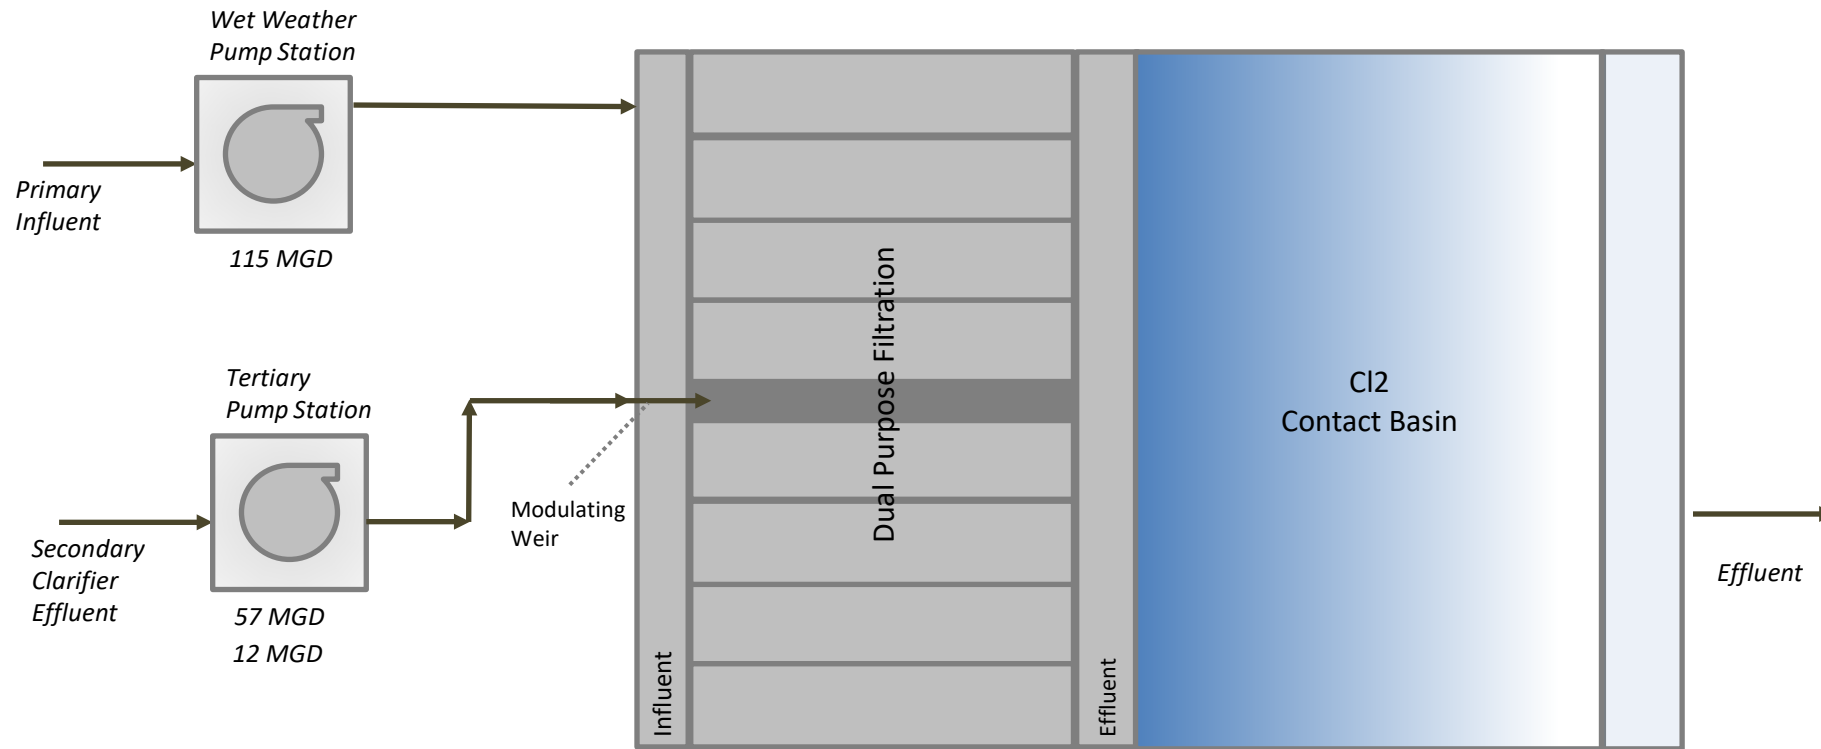 Wet Weather
Pump Station
Primary
Influent
115 MGD
Tertiary
Pump Station
Secondary
Clarifier
Effluent
57 MGD
12 MGD
Modulating
Weir
Influent
Dual Purpose Filtration
Effluent
Cl2
Contact Basin
Effluent